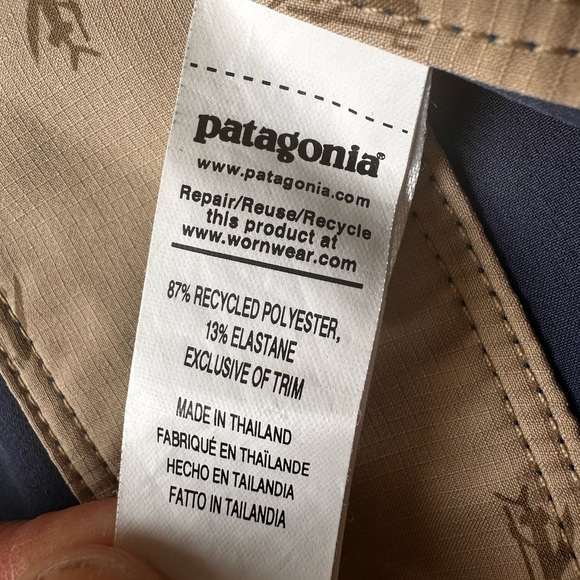 patagonia®
www.patagonia.com
Repair/Reuse/Recycle
this product at
www.wornwear.com
87% RECYCLED POLYESTER,
13% ELASTANE
EXCLUSIVE OF TRIM
MADE IN THAILAND
FABRIQUÉ EN THAÏLANDE
HECHO EN TAILANDIA
FATTO IN TAILANDIA